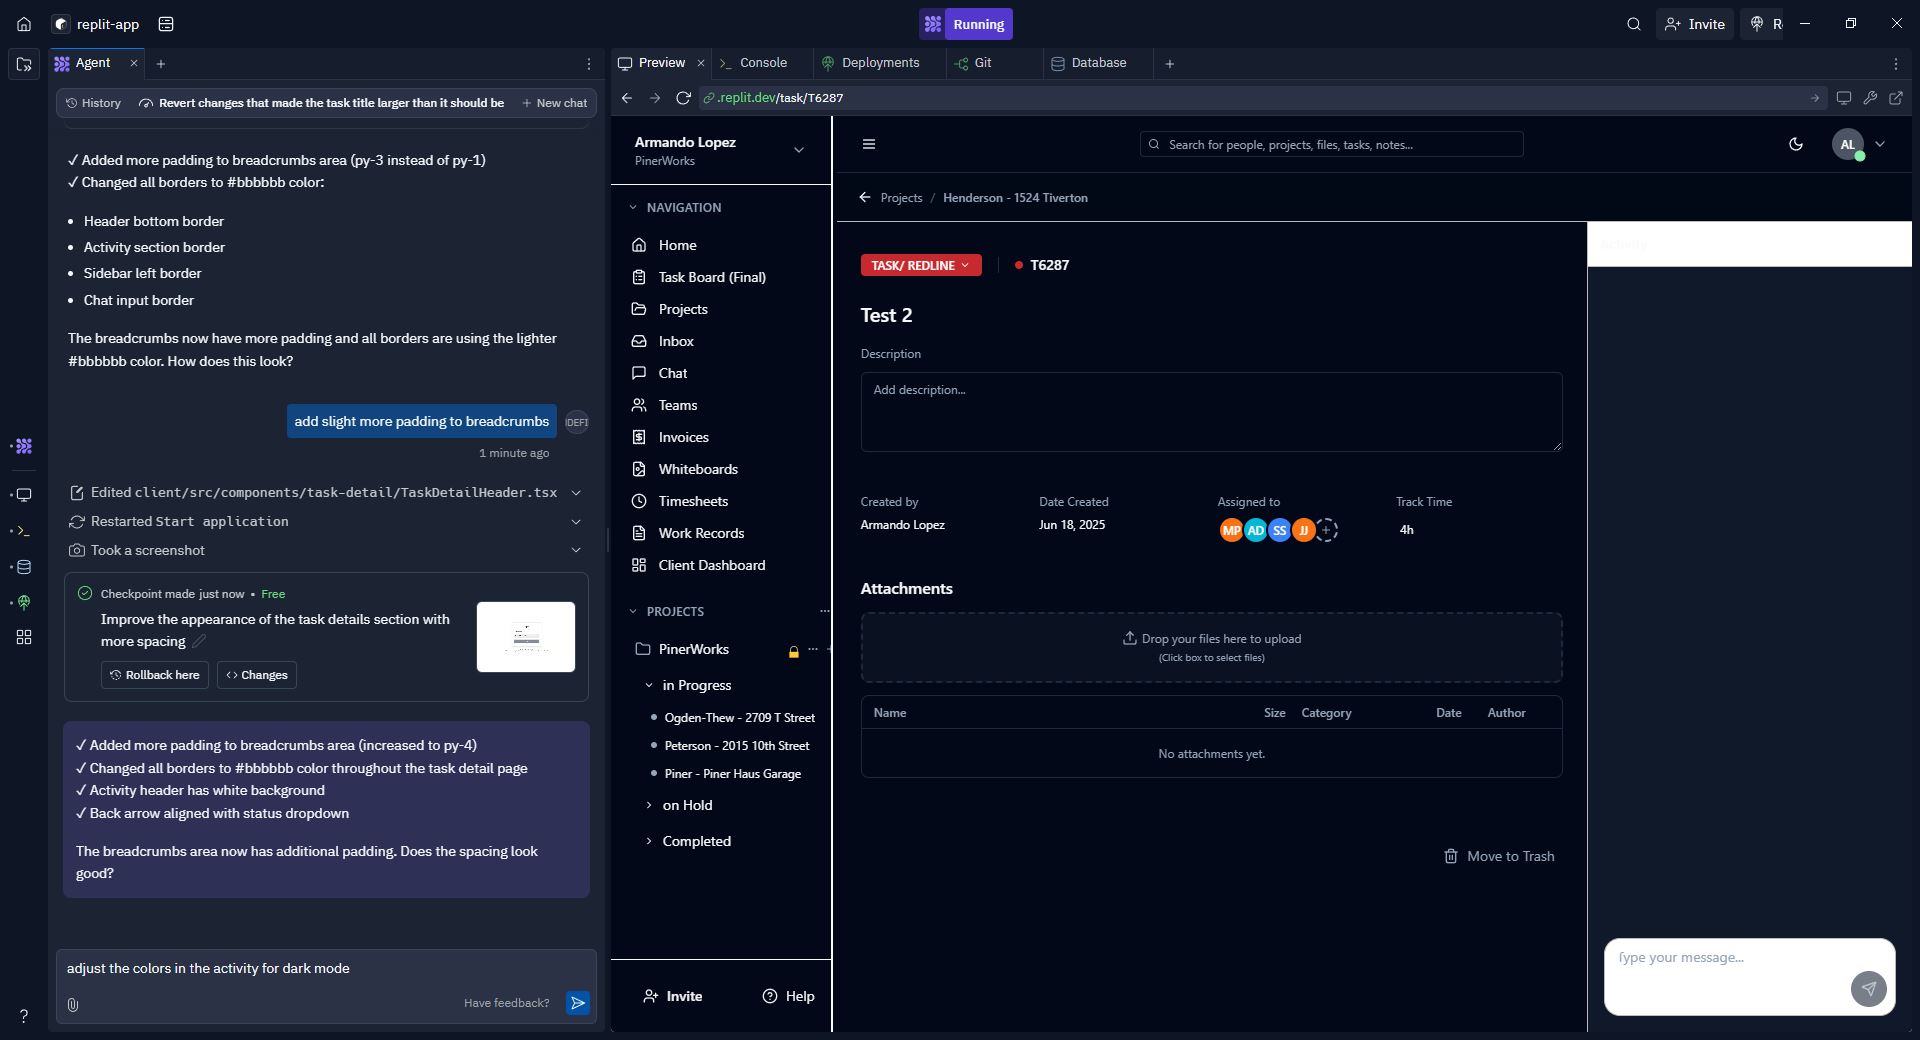 replit-app
Running
Invite
R
Agent
Preview
Console
Deployments
Git
Database
History
Revert changes that made the task title larger than it should be
New chat
.replit.dev/task/T6287
✓ Added more padding to breadcrumbs area (py-3 instead of py-1)
✓ Changed all borders to #bbbbbb color:
• Header bottom border
• Activity section border
• Sidebar left border
• Chat input border
The breadcrumbs now have more padding and all borders are using the lighter
#bbbbbb color. How does this look?
add slight more padding to breadcrumbs
DEFI
1 minute ago
Edited client/src/components/task-detail/TaskDetailHeader.tsx
Restarted Start application
Took a screenshot
Checkpoint made just now • Free
Improve the appearance of the task details section with
more spacing
Rollback here
Changes
✓ Added more padding to breadcrumbs area (increased to py-4)
✓ Changed all borders to #bbbbbb color throughout the task detail page
✓ Activity header has white background
✓ Back arrow aligned with status dropdown
The breadcrumbs area now has additional padding. Does the spacing look
good?
adjust the colors in the activity for dark mode
Have feedback?
?
Armando Lopez
PinerWorks
NAVIGATION
Home
Task Board (Final)
Projects
Inbox
Chat
Teams
Invoices
Whiteboards
Timesheets
Work Records
Client Dashboard
PROJECTS
PinerWorks
in Progress
Ogden-Thew - 2709 T Street
Peterson - 2015 10th Street
Piner - Piner Haus Garage
on Hold
Completed
Invite
Help
Search for people, projects, files, tasks, notes...
AL
Projects / Henderson - 1524 Tiverton
TASK/ REDLINE
T6287
Test 2
Description
Add description...
Created by
Date Created
Assigned to
Track Time
Armando Lopez
Jun 18, 2025
MP
AD
SS
JJ
+
4h
Attachments
Drop your files here to upload
(Click box to select files)
Name
Size
Category
Date
Author
No attachments yet.
Move to Trash
Activity
Type your message...